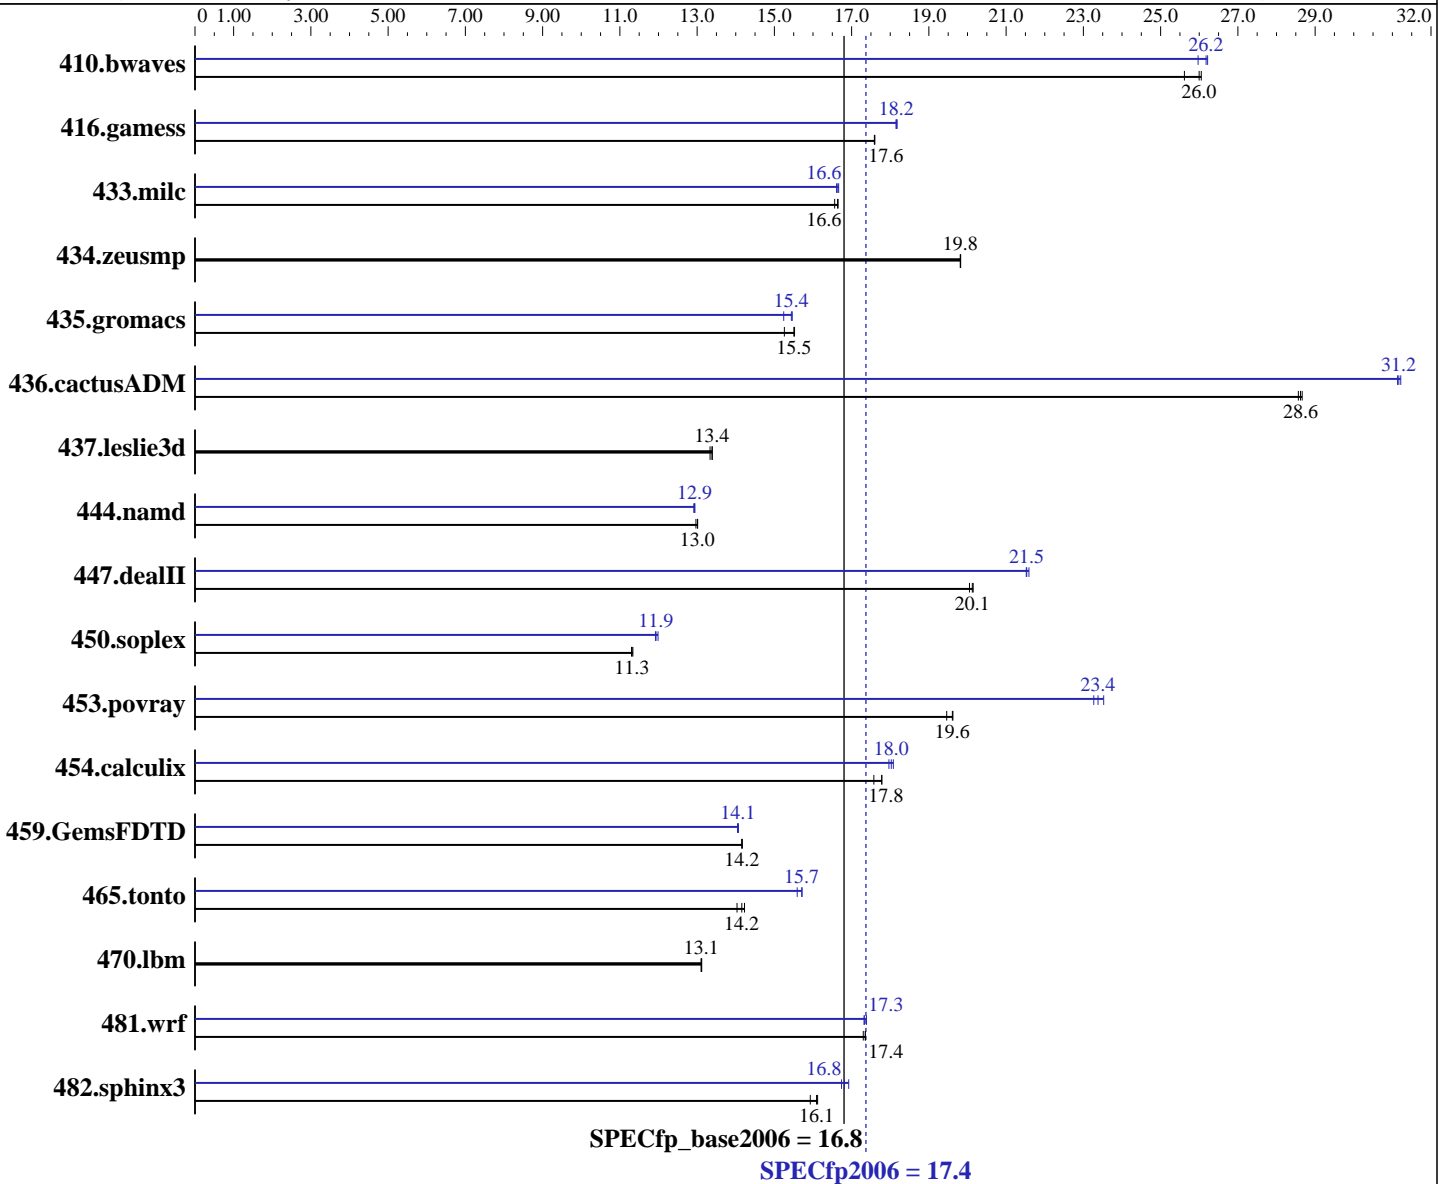 0 1.00 3.00 5.00 7.00 9.00 11.0 13.0 15.0 17.0 19.0 21.0 23.0 25.0 27.0 29.0 32.0
26.2
410.bwaves
26.0
18.2
416.gamess
17.6
16.6
433.milc
16.6
19.8
434.zeusmp
15.4
435.gromacs
15.5
31.2
436.cactusADM
28.6
13.4
437.leslie3d
12.9
444.namd
13.0
21.5
447.dealII
20.1
11.9
450.soplex
11.3
23.4
453.povray
19.6
18.0
454.calculix
17.8
14.1
459.GemsFDTD
14.2
15.7
465.tonto
14.2
13.1
470.lbm
17.3
481.wrf
17.4
16.8
482.sphinx3
16.1
SPECfp_base2006 = 16.8
SPECfp2006 = 17.4